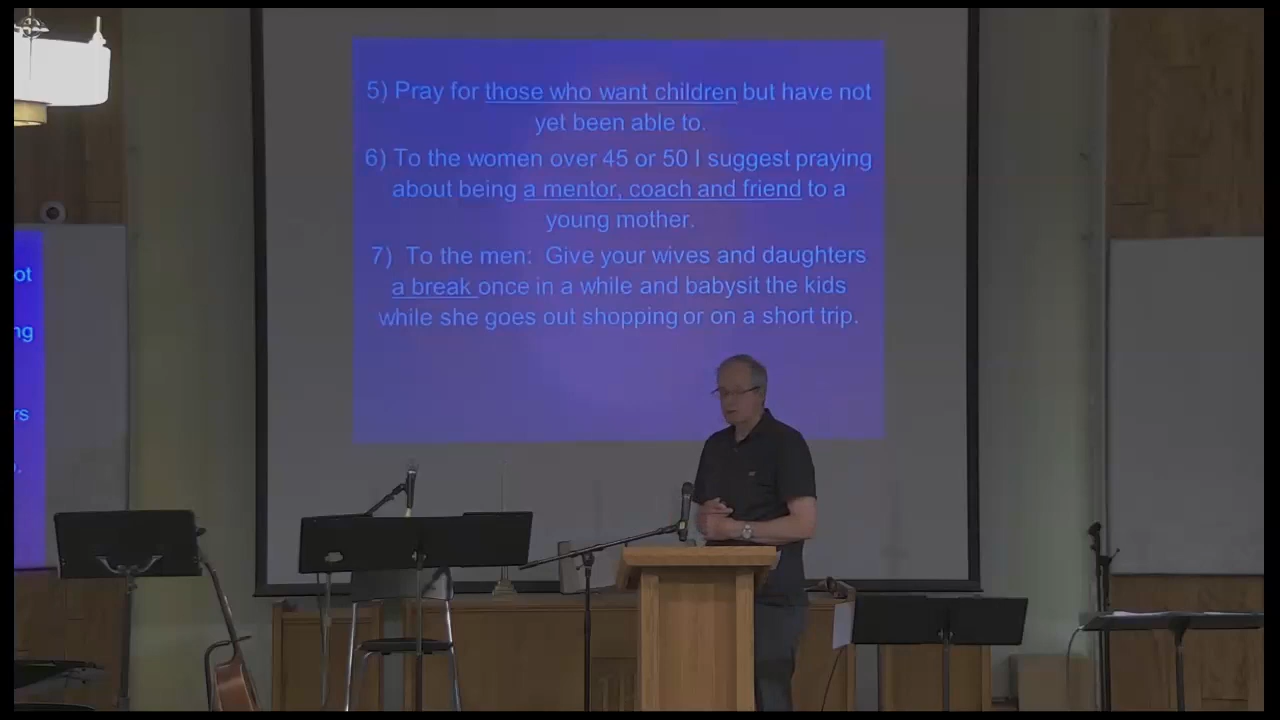 5) Pray for those who want children but have not
yet been able to.
6) To the women over 45 or 50 I suggest praying
about being a mentor, coach and friend to a
young mother.
7) To the men: Give your wives and daughters
a break once in a while and babysit the kids
while she goes out shopping or on a short trip.
ot
ng
rs